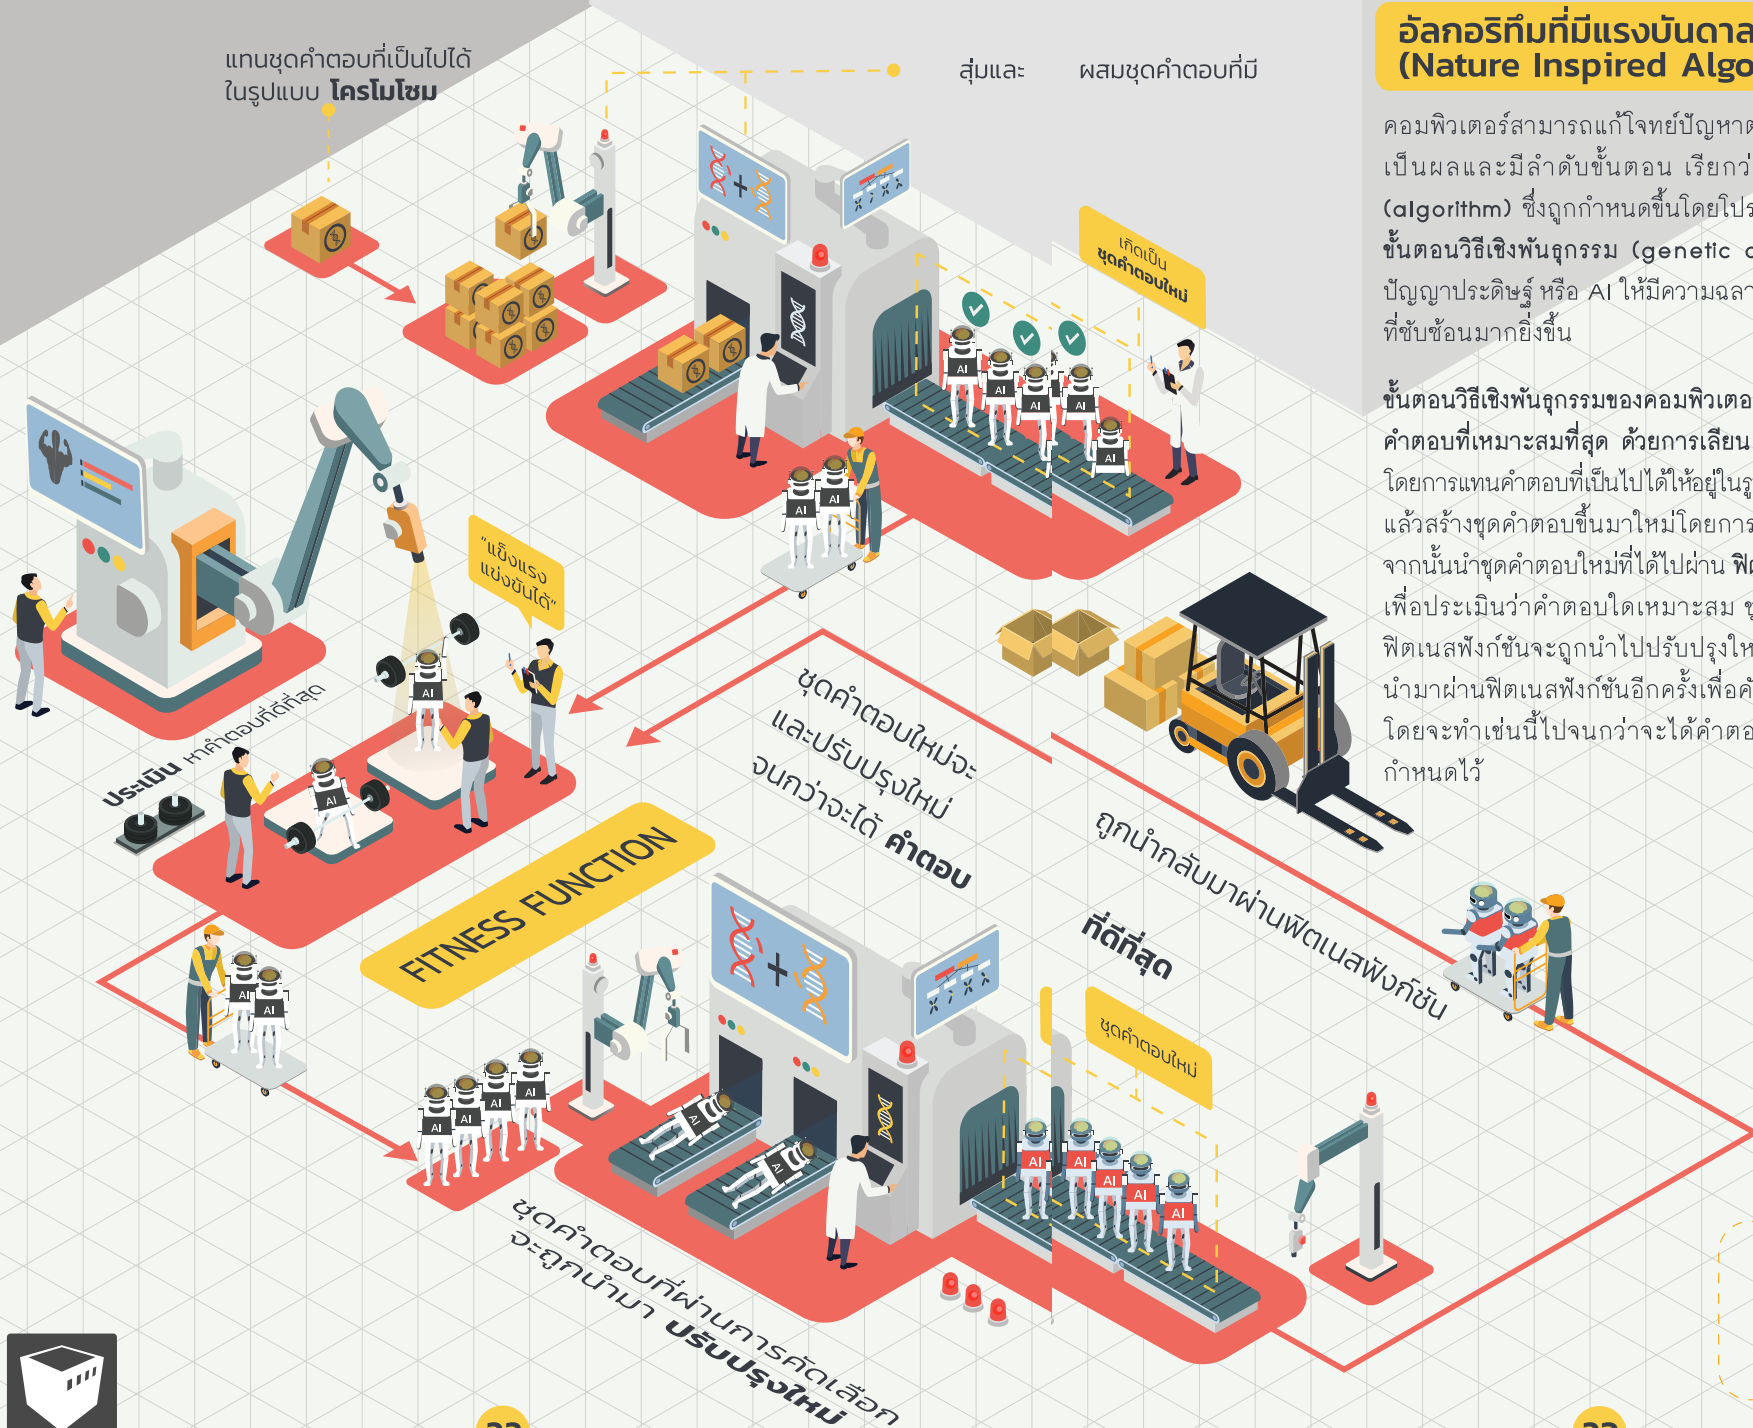 แทนชุดคำตอบที่เป็นไปได้
ในรูปแบบ โครโมโซม
สุ่มและ ผสมชุดคำตอบที่มี
เกิดเป็น
ชุดคำตอบใหม่
AI
AI
AI
AI
AI
AI
AI
"แข็งแรง
แข่งขันได้"
AI
AI
ประเมิน หาคำตอบที่ดีที่สุด
FITNESS FUNCTION
ชุดคำตอบใหม่จะ
และปรับปรุงใหม่
จนกว่าจะได้ คำตอบ
ที่ดีที่สุด
ถูกนำกลับมาผ่านฟิตเนสฟังก์ชัน
AI
AI
AI
AI
AI
AI
AI
AI
ชุดคำตอบใหม่
AI
AI
AI
AI
AI
ชุดคำตอบที่ผ่านการคัดเลือก
จะถูกนำมา ปรับปรุงใหม่
อัลกอริทึมที่มีแรงบันดาล
(Nature Inspired Algo
คอมพิวเตอร์สามารถแก้โจทย์ปัญหาต
เป็นผลและมีลำดับขั้นตอน เรียกว่
(algorithm) ซึ่งถูกกำหนดขึ้นโดยโปร
ขั้นตอนวิธีเชิงพันธุกรรม (genetic
ปัญญาประดิษฐ์ หรือ AI ให้มีความฉลา
ที่ซับซ้อนมากยิ่งขึ้น
ขั้นตอนวิธีเชิงพันธุกรรมของคอมพิวเตอ
คำตอบที่เหมาะสมที่สุด ด้วยการเลียน
โดยการแทนคำตอบที่เป็นไปได้ให้อยู่ในรู
แล้วสร้างชุดคำตอบขึ้นมาใหม่โดยการ
จากนั้นนำชุดคำตอบใหม่ที่ได้ไปผ่าน ฟิต
เพื่อประเมินว่าคำตอบใดเหมาะสม ชุ
ฟิตเนสฟังก์ชันจะถูกนำไปปรับปรุงให
นำมาผ่านฟิตเนสฟังก์ชันอีกครั้งเพื่อคั
โดยจะทำเช่นนี้ไปจนกว่าจะได้คำตอ
กำหนดไว้